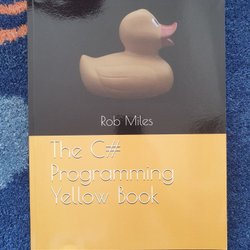 Rob Miles
The C#
Programming
Yellow Book